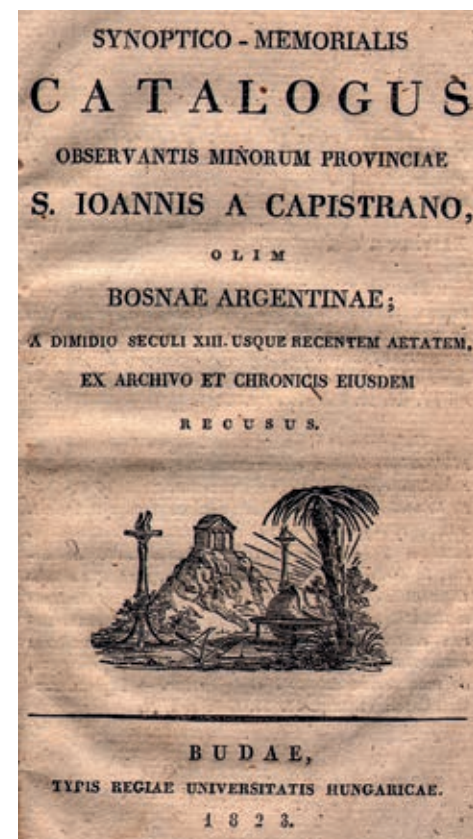 SYNOPTICO - MEMORIALIS
CATALOGUS
OBSERVANTIS MINORUM PROVINCIAE
S. IOANNIS A CAPISTRANO,
OLIM
BOSNAE ARGENTINAE;
A DIMIDIO SECULI XIII. USQUE RECENTEM AETATEM,
EX ARCHIVO ET CHRONICIS EIUSDEM
RECUSUS.
BUDAE,
TYPIS REGIAE UNIVERSITATIS HUNGARICAE.
1823.